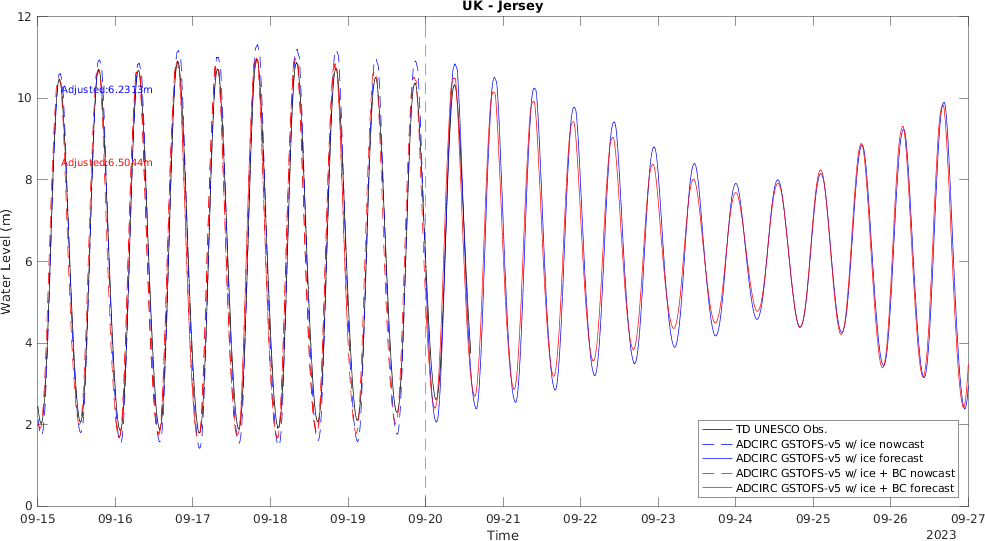 UK - Jersey
12
10
8
6
4
2
0
Water Level (m)
Adjusted:6.2313m
Adjusted:6.5044m
TD UNESCO Obs.
ADCIRC GSTOFS-v5 w/ ice nowcast
ADCIRC GSTOFS-v5 w/ ice forecast
ADCIRC GSTOFS-v5 w/ ice + BC nowcast
ADCIRC GSTOFS-v5 w/ ice + BC forecast
09-15 09-16 09-17 09-18 09-19 09-20 09-21 09-22 09-23 09-24 09-25 09-26 09-27
Time
2023